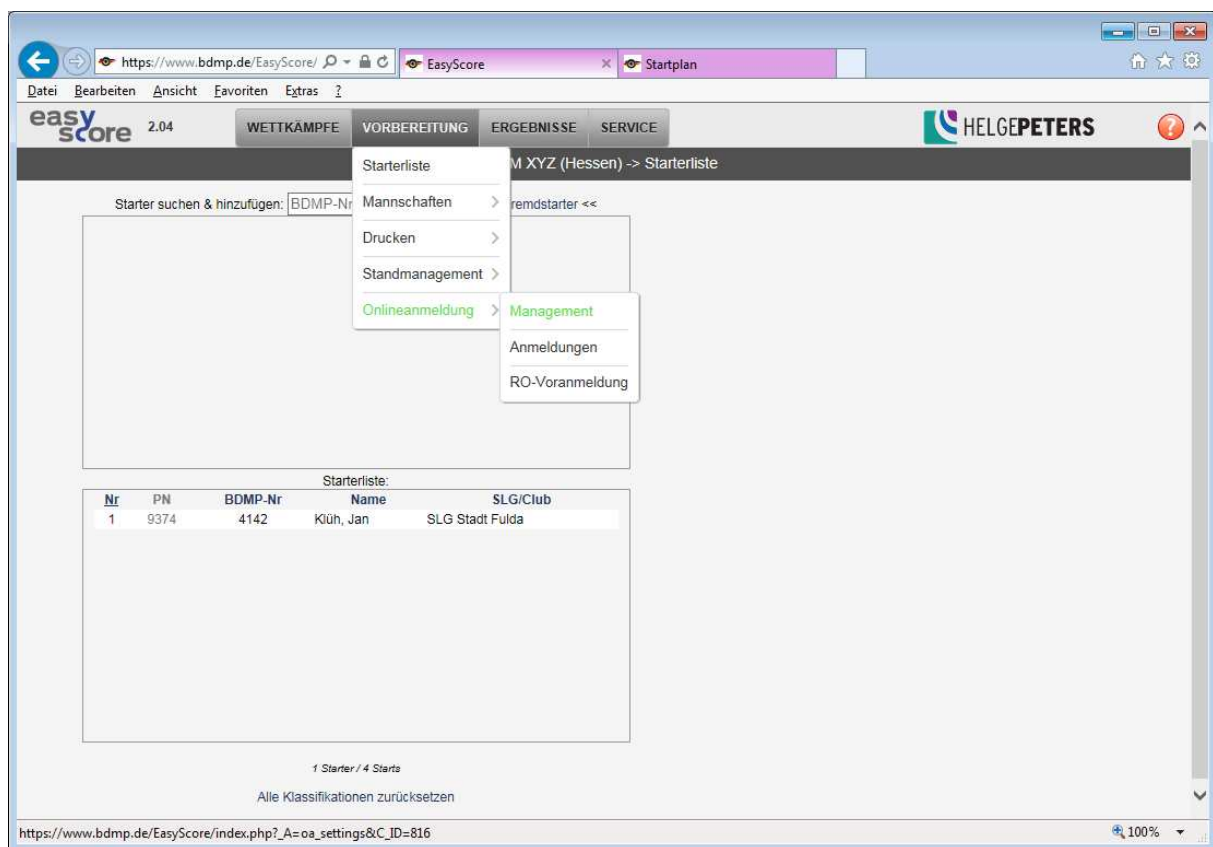 https://www.bdmp.de/EasyScore/
EasyScore
Startplan
Datei Bearbeiten Ansicht Favoriten Extras ?
easy score 2.04 WETTKÄMPFE VORBEREITUNG ERGEBNISSE SERVICE HELGEPETERS ?
M XYZ (Hessen) -> Starterliste
Starterliste
Starter suchen & hinzufügen: BDMP-Nr
Mannschaften
remdstarter <<
Drucken
Standmanagement
Onlineanmeldung
Management
Anmeldungen
RO-Voranmeldung
Starterliste:
Nr PN BDMP-Nr Name SLG/Club
1 9374 4142 Klüh, Jan SLG Stadt Fulda
1 Starter / 4 Starts
Alle Klassifikationen zurücksetzen
https://www.bdmp.de/EasyScore/index.php?_A=oa_settings&C_ID=816
100%